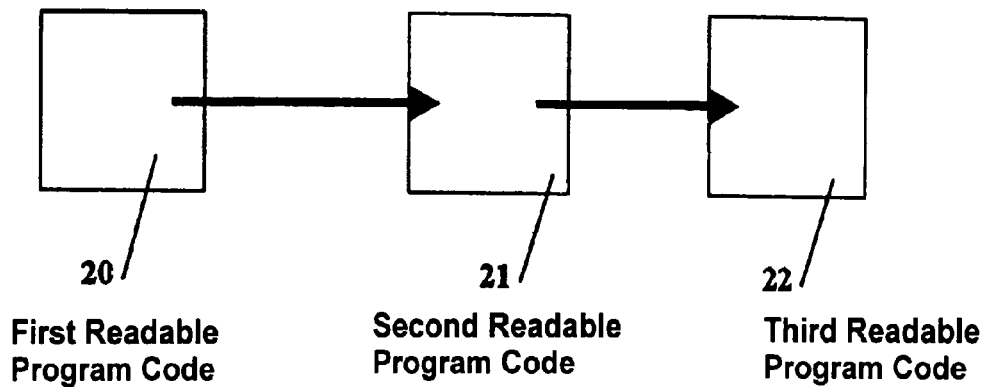 20
21
22
First Readable
Program Code
Second Readable
Program Code
Third Readable
Program Code